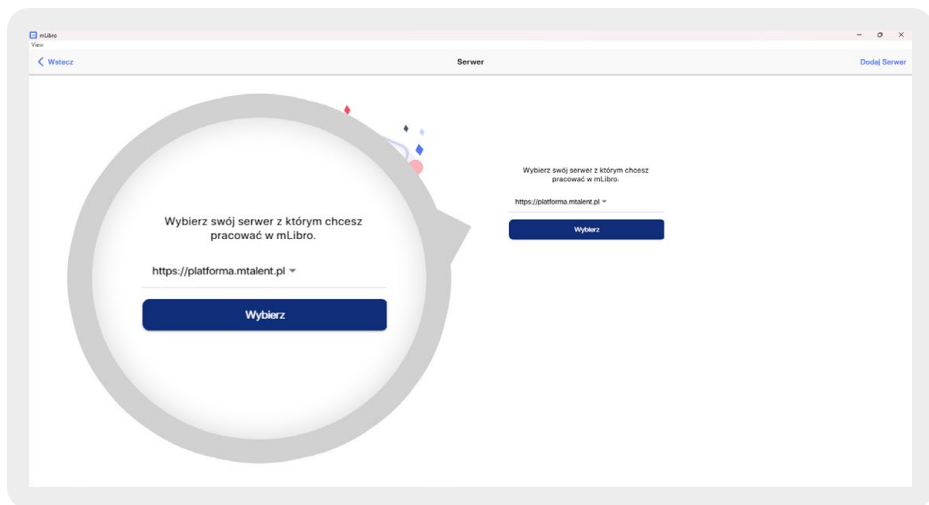 mLibro
View
Wstecz
Serwer
Dodaj Serwer
Wybierz swój serwer z którym chcesz
pracować w mLibro.
https://platforma.mtalent.pl
Wybierz
Wybierz swój serwer z którym chcesz
pracować w mLibro.
https://platforma.mtalent.pl
Wybierz